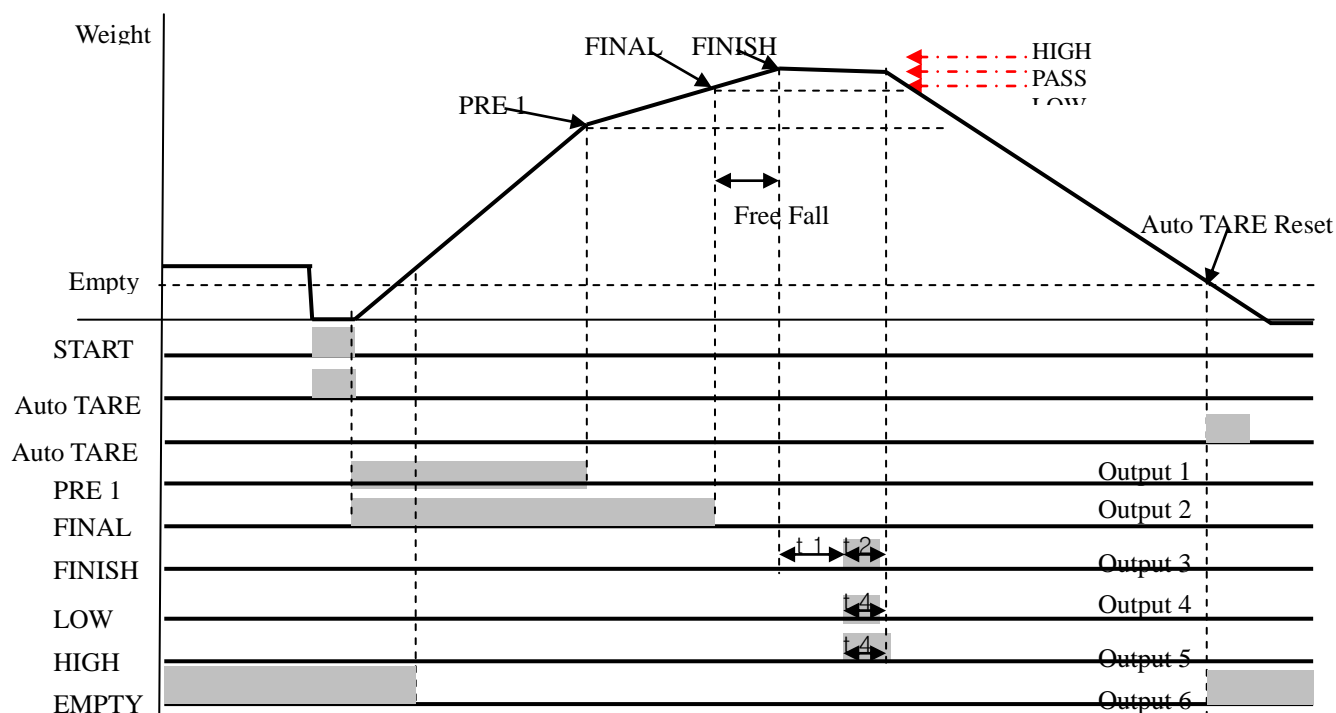 Weight
FINAL FINISH
HIGH
PASS
LOW
PRE 1
Free Fall
Auto TARE Reset
Empty
START
Auto TARE
Auto TARE
PRE 1 Output 1
FINAL Output 2
t 1 t 2
FINISH Output 3
t 4
LOW Output 4
t 4
HIGH Output 5
EMPTY Output 6